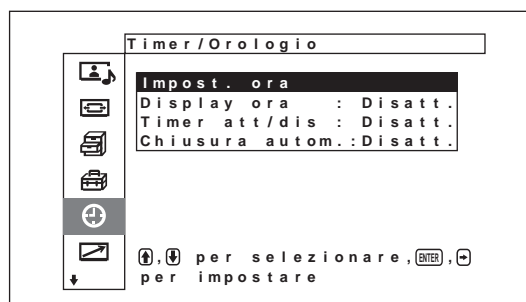 Timer/Orologio
Impost. ora
Display ora : Disatt.
Timer att/dis : Disatt.
Chiusura autom.:Disatt.
↑,↓ per selezionare,ENTER,→
per impostare